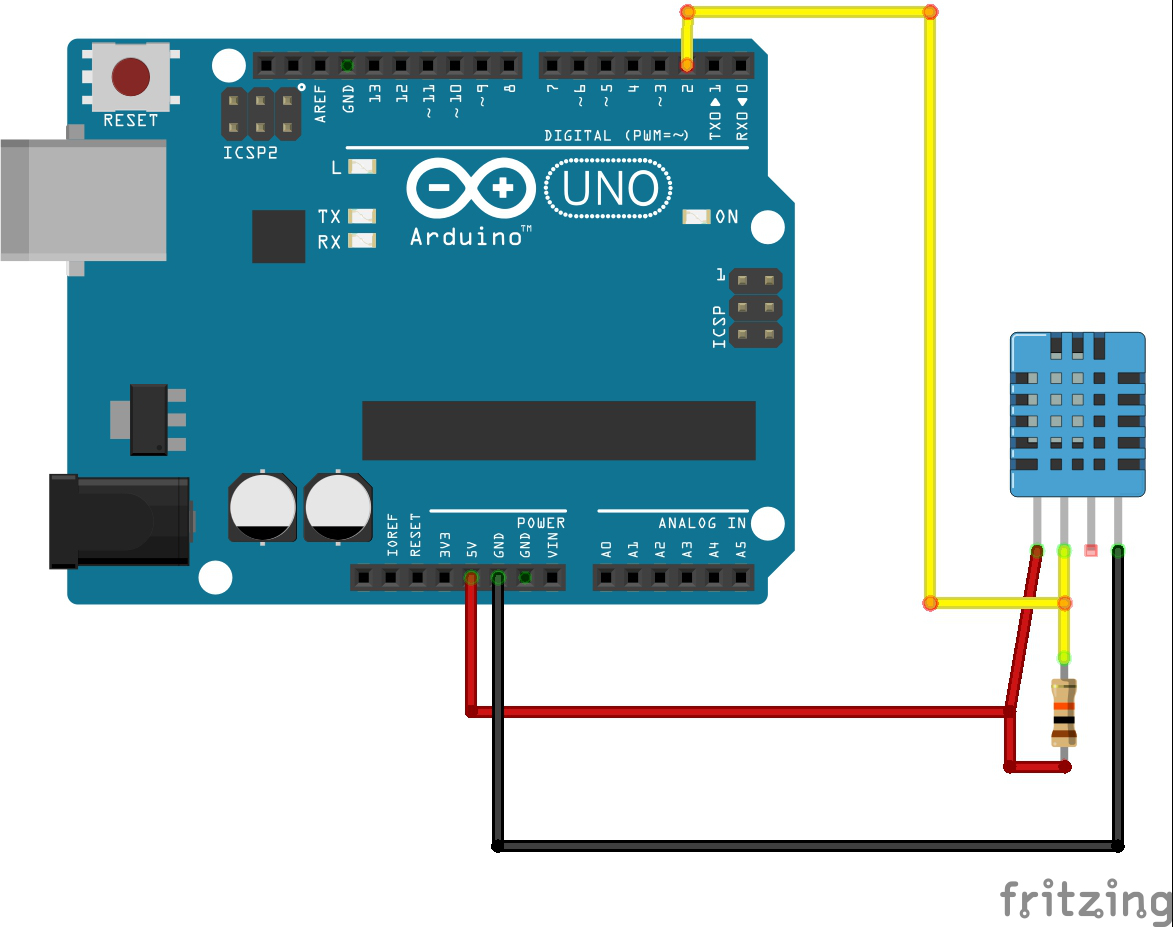 RESET
ICSP2
AREF
GND
13
12
~11
~10
~9
8
7
~6
~5
4
~3
2
TX0▶1
RX0◀0
DIGITAL (PWM=~)
L
TX
RX
UNO
Arduino™
ON
1
ICSP
IOREF
RESET
3V3
5V
GND
GND
VIN
POWER
ANALOG IN
A0
A1
A2
A3
A4
A5
fritzing